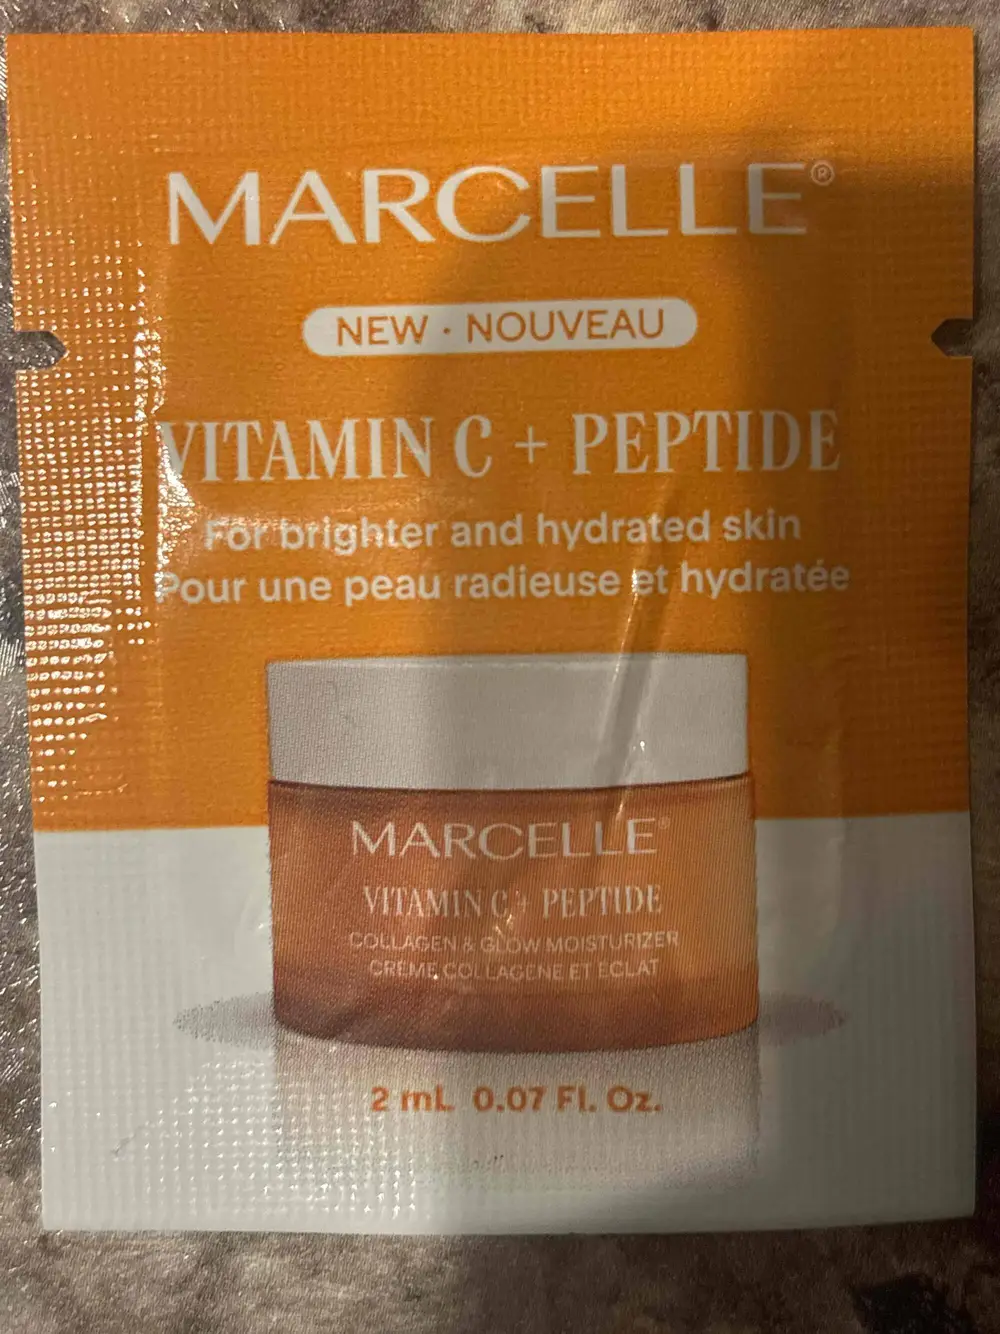 MARCELLE®
NEW · NOUVEAU
VITAMIN C + PEPTIDE
For brighter and hydrated skin
Pour une peau radieuse et hydratée
MARCELLE®
VITAMIN C + PEPTIDE
COLLAGEN & GLOW MOISTURIZER
CRÈME COLLAGÈNE ET ÉCLAT
2 mL 0.07 Fl. Oz.